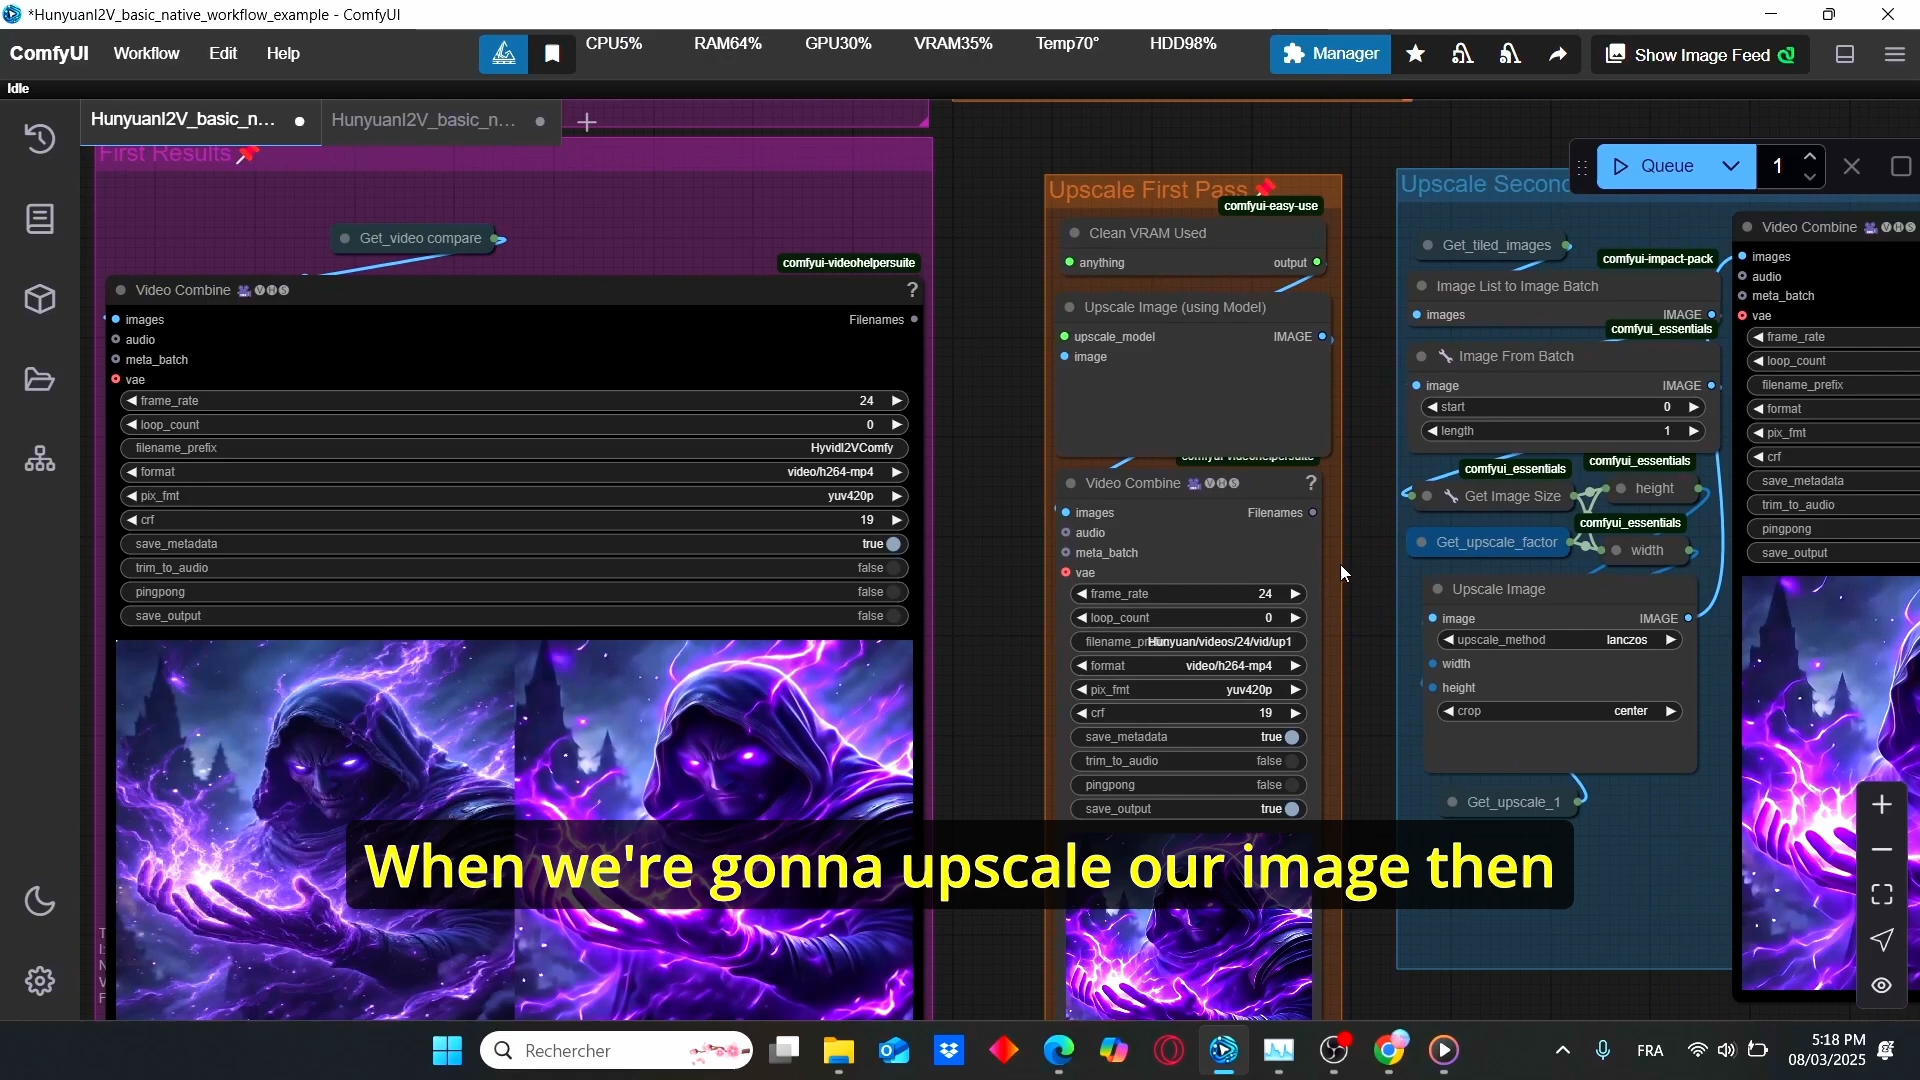 *HunyuanI2V_basic_native_workflow_example - ComfyUI
ComfyUI Workflow Edit Help
CPU5% RAM64% GPU30% VRAM35% Temp70° HDD98%
Manager
Show Image Feed
Idle
HunyuanI2V_basic_n...
HunyuanI2V_basic_n...
First Results
Get_video compare
comfyui-videohelpersuite
Video Combine VHS ?
images Filenames
audio
meta_batch
vae
frame_rate 24
loop_count 0
filename_prefix HyvidI2VComfy
format video/h264-mp4
pix_fmt yuv420p
crf 19
save_metadata true
trim_to_audio false
pingpong false
save_output false
Upscale First Pass
comfyui-easy-use
Clean VRAM Used
anything output
Upscale Image (using Model)
upscale_model IMAGE
image
comfyui-videohelpersuite
Video Combine VHS ?
images Filenames
audio
meta_batch
vae
frame_rate 24
loop_count 0
Hunyuan/videos/24/vid/up1
format video/h264-mp4
pix_fmt yuv420p
crf 19
save_metadata true
trim_to_audio false
pingpong false
save_output true
Upscale Secon
Queue 1
Get_tiled_images
comfyui-impact-pack
Image List to Image Batch
images IMAGE
comfyui_essentials
Image From Batch
image IMAGE
start 0
length 1
comfyui_essentials
comfyui_essentials
Get Image Size
height
comfyui_essentials
Get_upscale_factor
width
Upscale Image
image IMAGE
upscale_method lanczos
width
height
crop center
Get_upscale_1
Video Combine VHS
images
audio
meta_batch
vae
frame_rate
loop_count
filename_prefix
format
pix_fmt
crf
save_metadata
trim_to_audio
pingpong
save_output
When we're gonna upscale our image then
Rechercher
FRA
5:18 PM
08/03/2025